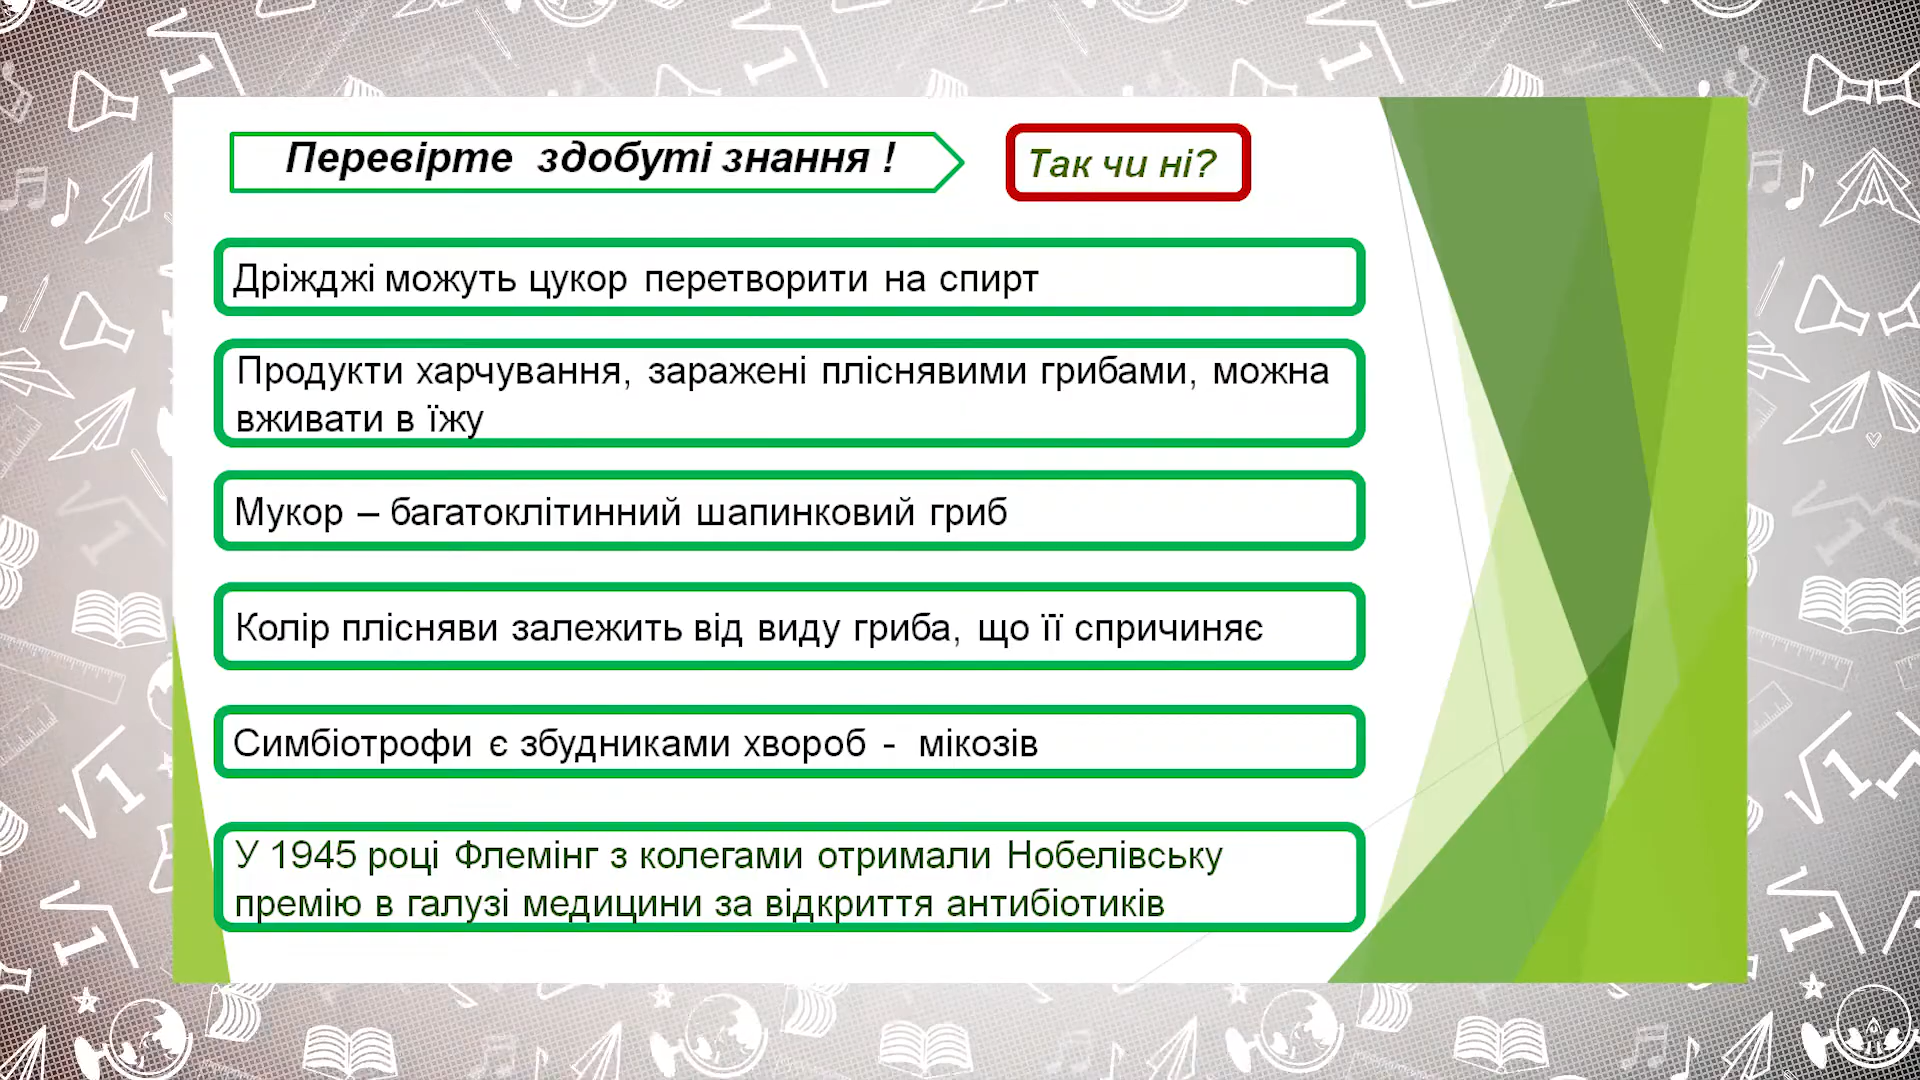 Перевірте здобуті знання !
Так чи ні?
Дріжджі можуть цукор перетворити на спирт
Продукти харчування, заражені пліснявими грибами, можна
вживати в їжу
Мукор – багатоклітинний шапинковий гриб
Колір плісняви залежить від виду гриба, що її спричиняє
Симбіотрофи є збудниками хвороб - мікозів
У 1945 році Флемінг з колегами отримали Нобелівську
премію в галузі медицини за відкриття антибіотиків